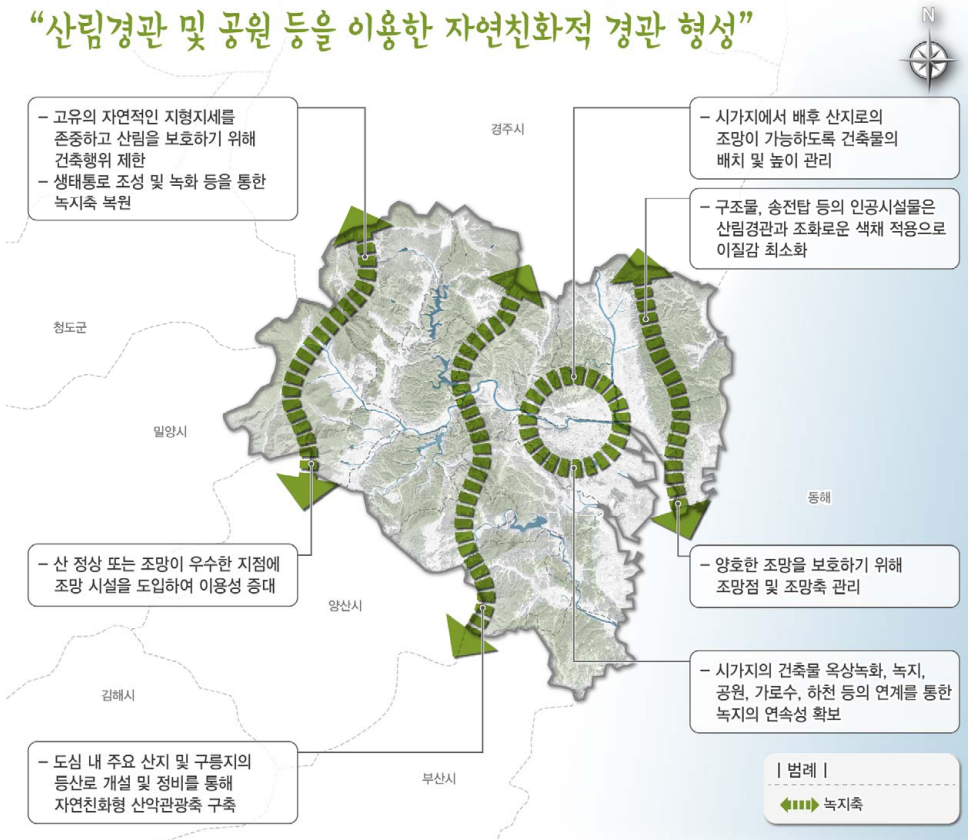 “산림경관 및 공원 등을 이용한 자연친화적 경관 형성”
N
– 고유의 자연적인 지형지세를
존중하고 산림을 보호하기 위해
건축행위 제한
– 생태통로 조성 및 녹화 등을 통한
녹지축 복원
경주시
– 시가지에서 배후 산지로의
조망이 가능하도록 건축물의
배치 및 높이 관리
– 구조물, 송전탑 등의 인공시설물은
산림경관과 조화로운 색채 적용으로
이질감 최소화
청도군
밀양시
동해
– 산 정상 또는 조망이 우수한 지점에
조망 시설을 도입하여 이용성 증대
양산시
– 양호한 조망을 보호하기 위해
조망점 및 조망축 관리
김해시
– 시가지의 건축물 옥상녹화, 녹지,
공원, 가로수, 하천 등의 연계를 통한
녹지의 연속성 확보
– 도심 내 주요 산지 및 구릉지의
등산로 개설 및 정비를 통해
자연친화형 산악관광축 구축
부산시
| 범례 |
녹지축